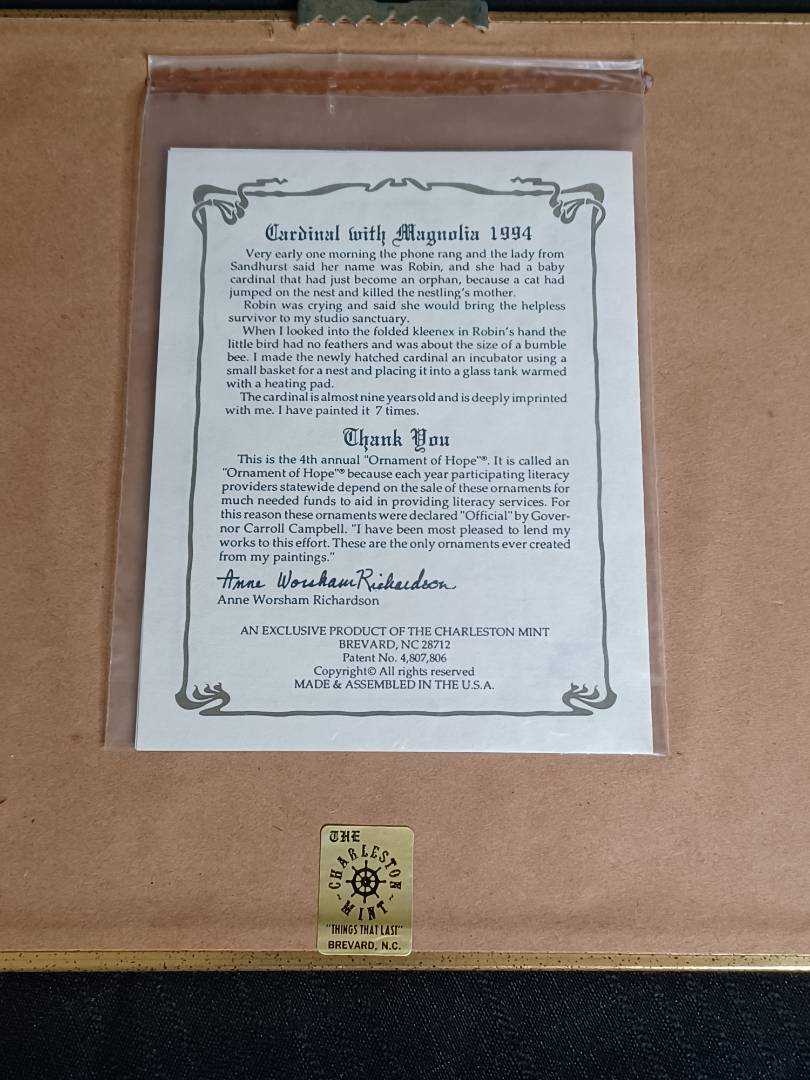 Cardinal with Magnolia 1994
Very early one morning the phone rang and the lady from
Sandhurst said her name was Robin, and she had a baby
cardinal that had just become an orphan, because a cat had
jumped on the nest and killed the nestling's mother.
Robin was crying and said she would bring the helpless
survivor to my studio sanctuary.
When I looked into the folded kleenex in Robin's hand the
little bird had no feathers and was about the size of a bumble
bee. I made the newly hatched cardinal an incubator using a
small basket for a nest and placing it into a glass tank warmed
with a heating pad.
The cardinal is almost nine years old and is deeply imprinted
with me. I have painted it 7 times.
Thank You
This is the 4th annual "Ornament of Hope"®. It is called an
"Ornament of Hope"® because each year participating literacy
providers statewide depend on the sale of these ornaments for
much needed funds to aid in providing literacy services. For
this reason these ornaments were declared "Official" by Gover-
nor Carroll Campbell. "I have been most pleased to lend my
works to this effort. These are the only ornaments ever created
from my paintings."
Anne Worsham Richardson
Anne Worsham Richardson
AN EXCLUSIVE PRODUCT OF THE CHARLESTON MINT
BREVARD, NC 28712
Patent No. 4,807,806
Copyright© All rights reserved
MADE & ASSEMBLED IN THE U.S.A.
THE
CHARLESTON
MINT
"THINGS THAT LAST"
BREVARD, N.C.